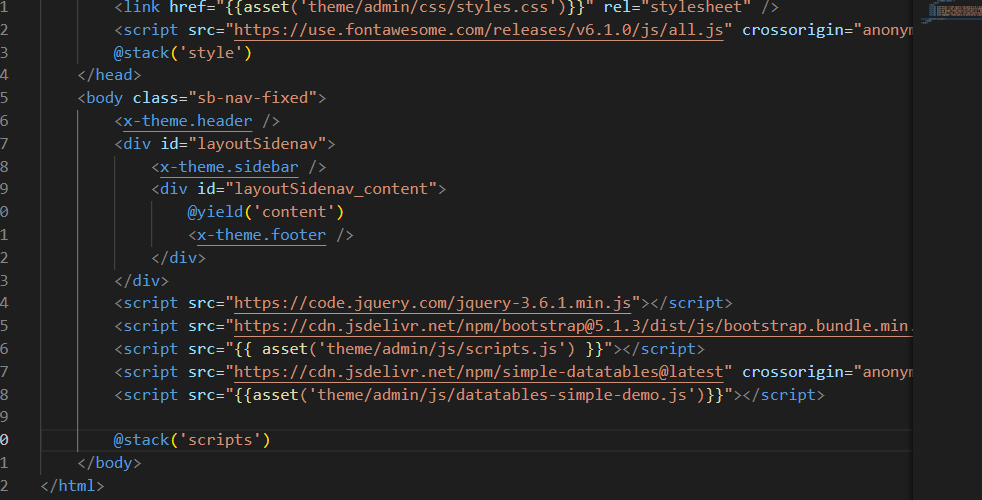 1 <link href="{{asset('theme/admin/css/styles.css')}}" rel="stylesheet" />
2 <script src="https://use.fontawesome.com/releases/v6.1.0/js/all.js" crossorigin="anonym
3 @stack('style')
4 </head>
5 <body class="sb-nav-fixed">
6 <x-theme.header />
7 <div id="layoutSidenav">
8 <x-theme.sidebar />
9 <div id="layoutSidenav_content">
0 @yield('content')
1 <x-theme.footer />
2 </div>
3 </div>
4 <script src="https://code.jquery.com/jquery-3.6.1.min.js"></script>
5 <script src="https://cdn.jsdelivr.net/npm/bootstrap@5.1.3/dist/js/bootstrap.bundle.min.
6 <script src="{{ asset('theme/admin/js/scripts.js') }}"></script>
7 <script src="https://cdn.jsdelivr.net/npm/simple-datatables@latest" crossorigin="anonym
8 <script src="{{asset('theme/admin/js/datatables-simple-demo.js')}}"></script>
9
0 @stack('scripts')
1 </body>
2 </html>